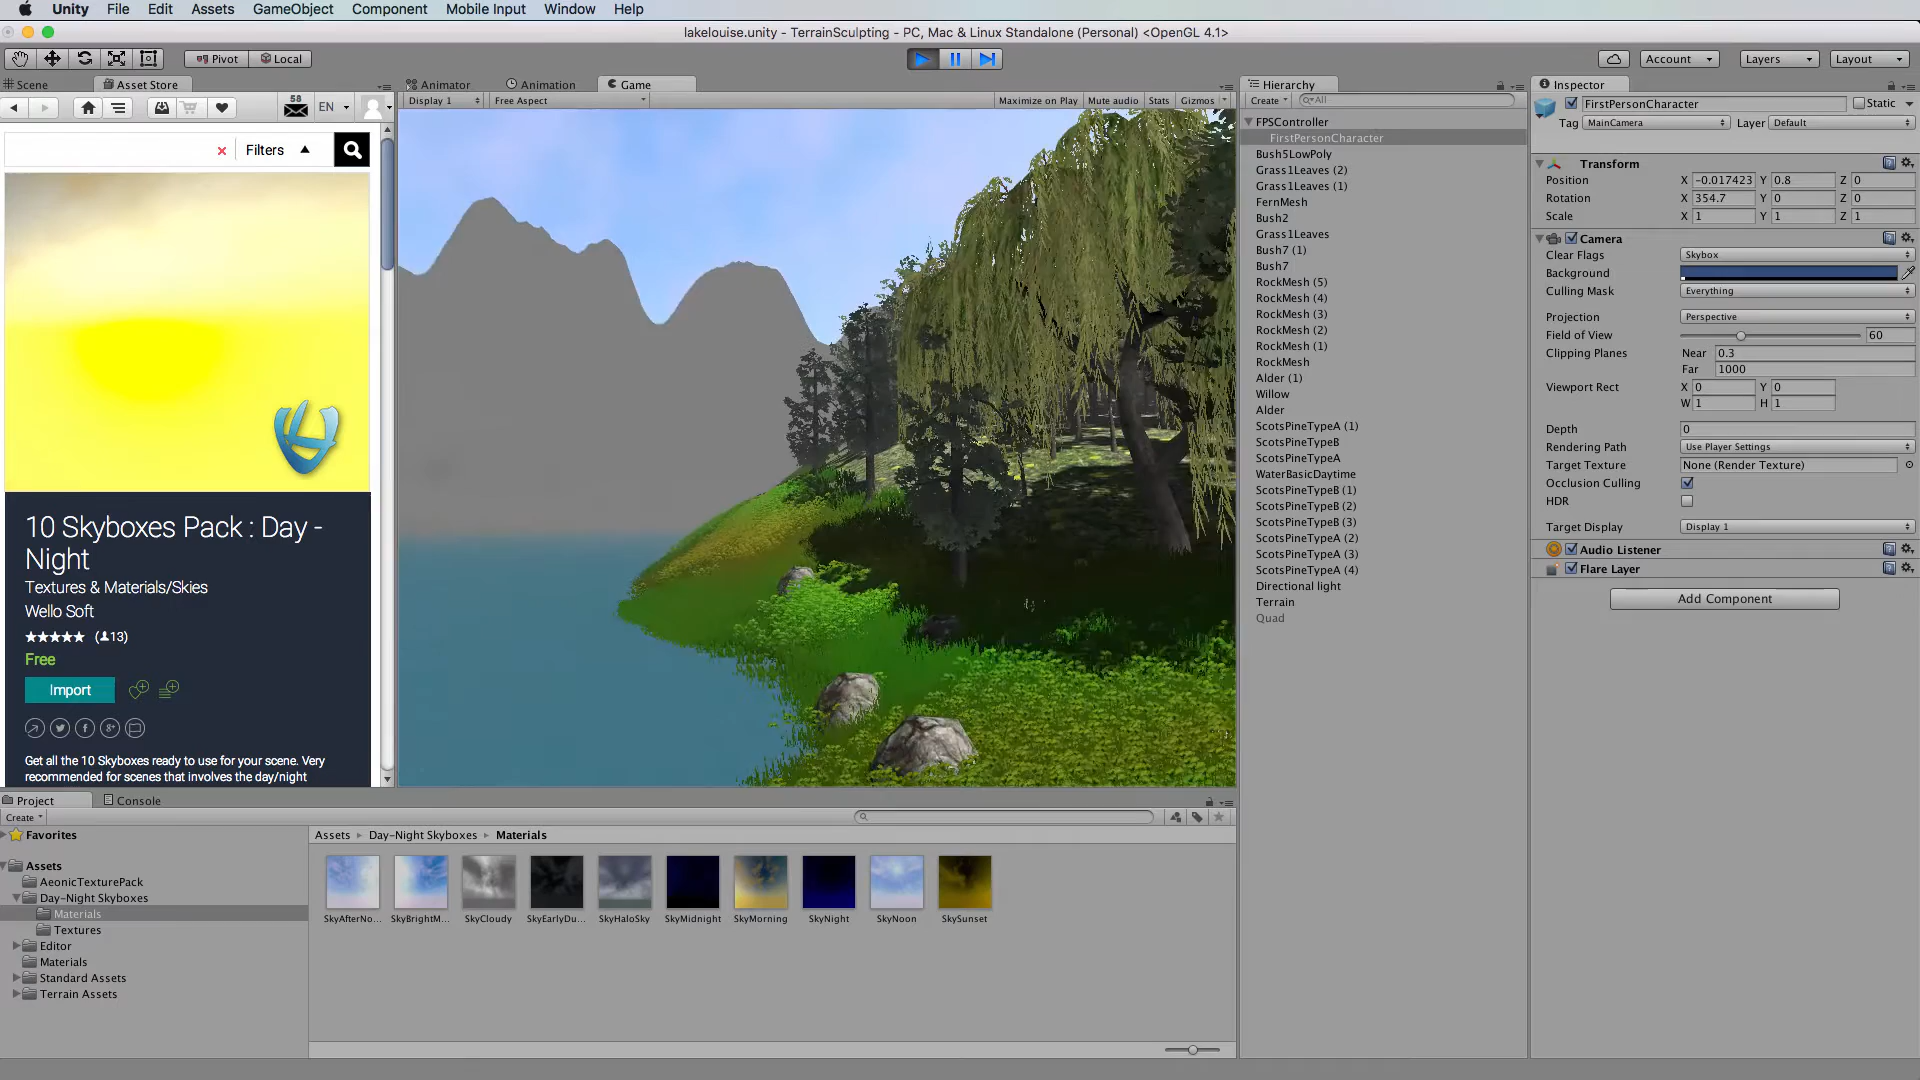 Unity File Edit Assets GameObject Component Mobile Input Window Help
lakelouise.unity - TerrainSculpting - PC, Mac & Linux Standalone (Personal) <OpenGL 4.1>
Pivot Local Account Layers Layout
Scene Asset Store Animator Animation Game Hierarchy Inspector
58 EN
Display 1 Free Aspect Maximize on Play Mute audio Stats Gizmos
Create All
FirstPersonCharacter Static
Tag MainCamera Layer Default
Filters
10 Skyboxes Pack : Day -
Night
Textures & Materials/Skies
Wello Soft
(13)
Free
Import
Get all the 10 Skyboxes ready to use for your scene. Very
recommended for scenes that involves the day/night
FPSController
FirstPersonCharacter
Bush5LowPoly
Grass1Leaves (2)
Grass1Leaves (1)
FernMesh
Bush2
Grass1Leaves
Bush7 (1)
Bush7
RockMesh (5)
RockMesh (4)
RockMesh (3)
RockMesh (2)
RockMesh (1)
RockMesh
Alder (1)
Willow
Alder
ScotsPineTypeA (1)
ScotsPineTypeB
ScotsPineTypeA
WaterBasicDaytime
ScotsPineTypeB (1)
ScotsPineTypeB (2)
ScotsPineTypeB (3)
ScotsPineTypeA (2)
ScotsPineTypeA (3)
ScotsPineTypeA (4)
Directional light
Terrain
Quad
Transform
Position X -0.017423 Y 0.8 Z 0
Rotation X 354.7 Y 0 Z 0
Scale X 1 Y 1 Z 1
Camera
Clear Flags Skybox
Background
Culling Mask Everything
Projection Perspective
Field of View 60
Clipping Planes Near 0.3
Far 1000
Viewport Rect X 0 Y 0
W 1 H 1
Depth 0
Rendering Path Use Player Settings
Target Texture None (Render Texture)
Occlusion Culling
HDR
Target Display Display 1
Audio Listener
Flare Layer
Add Component
Project Console
Create
Favorites
Assets
AeonicTexturePack
Day-Night Skyboxes
Materials
Textures
Editor
Materials
Standard Assets
Terrain Assets
Assets Day-Night Skyboxes Materials
SkyAfterNo... SkyBrightM... SkyCloudy SkyEarlyDu... SkyHaloSky SkyMidnight SkyMorning SkyNight SkyNoon SkySunset